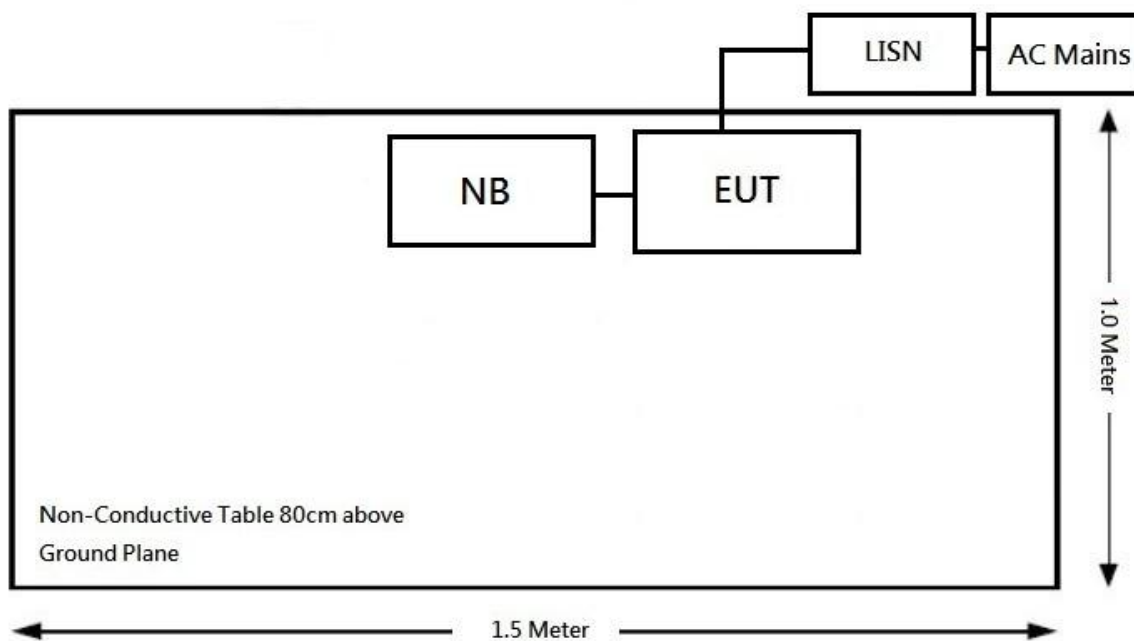 LISN
AC Mains
NB
EUT
1.0 Meter
Non-Conductive Table 80cm above
Ground Plane
1.5 Meter